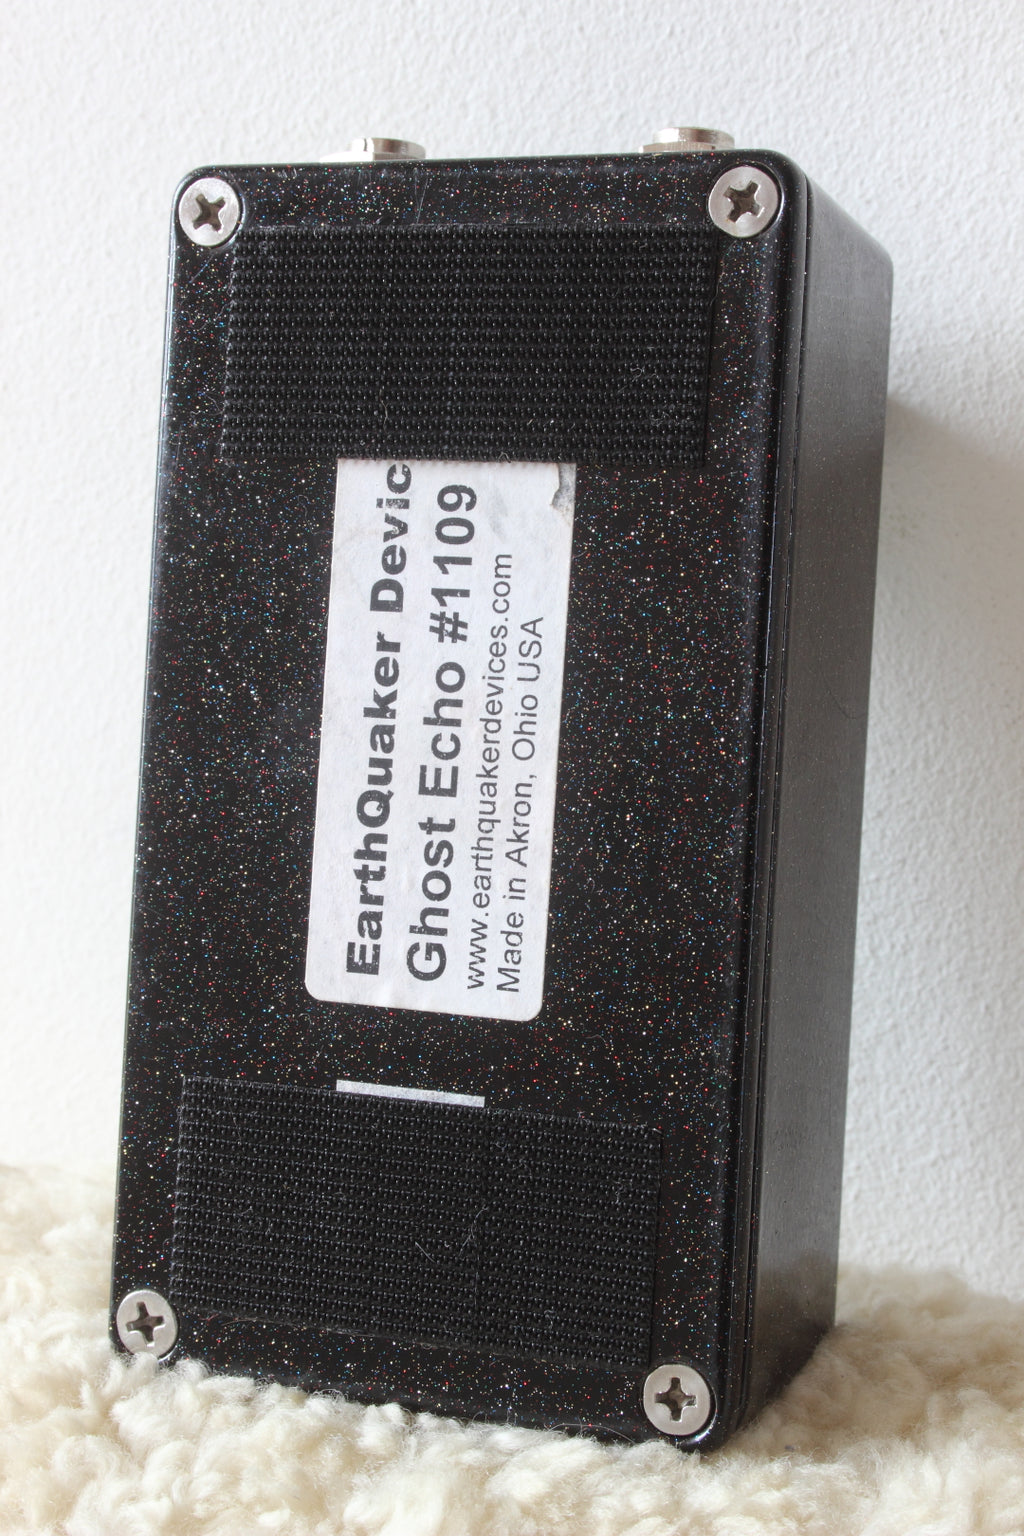 EarthQuaker Devic
Ghost Echo #1109
www.earthquakerdevices.com
Made in Akron, Ohio USA